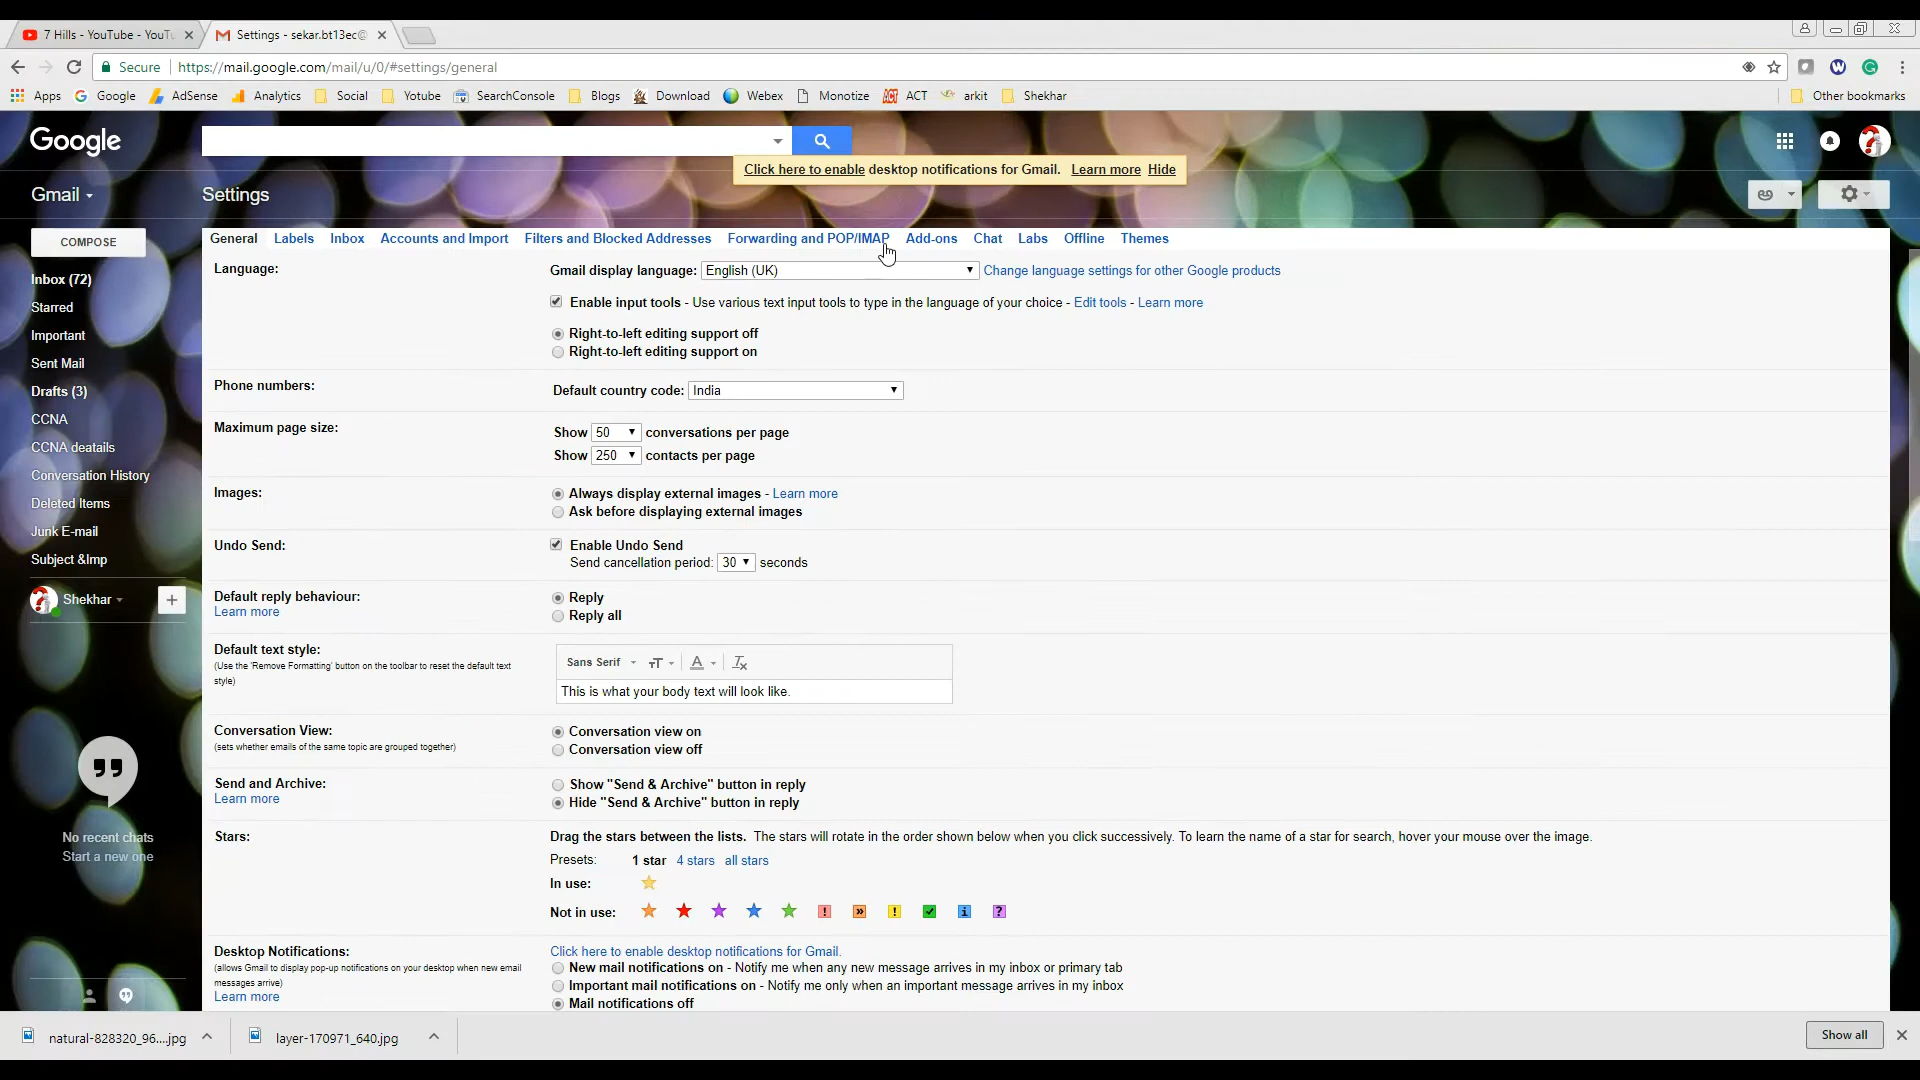 7 Hills - YouTube - YouTu
Settings - sekar.bt13ec@
Secure
https://mail.google.com/mail/u/0/#settings/general
Apps
Google
AdSense
Analytics
Social
Yotube
SearchConsole
Blogs
Download
Webex
Monetize
ACT
arkit
Shekhar
Other bookmarks
Google
Click here to enable desktop notifications for Gmail. Learn more Hide
Gmail
Settings
COMPOSE
Inbox (72)
Starred
Important
Sent Mail
Drafts (3)
CCNA
CCNA deatails
Conversation History
Deleted Items
Junk E-mail
Subject &Imp
Shekhar
No recent chats
Start a new one
General Labels Inbox Accounts and Import Filters and Blocked Addresses Forwarding and POP/IMAP Add-ons Chat Labs Offline Themes
Language:
Gmail display language: English (UK) Change language settings for other Google products
Enable input tools - Use various text input tools to type in the language of your choice - Edit tools - Learn more
Right-to-left editing support off
Right-to-left editing support on
Phone numbers:
Default country code: India
Maximum page size:
Show 50 conversations per page
Show 250 contacts per page
Images:
Always display external images - Learn more
Ask before displaying external images
Undo Send:
Enable Undo Send
Send cancellation period: 30 seconds
Default reply behaviour:
Learn more
Reply
Reply all
Default text style:
(Use the 'Remove Formatting' button on the toolbar to reset the default text
style)
Sans Serif
This is what your body text will look like.
Conversation View:
(sets whether emails of the same topic are grouped together)
Conversation view on
Conversation view off
Send and Archive:
Learn more
Show "Send & Archive" button in reply
Hide "Send & Archive" button in reply
Stars:
Drag the stars between the lists. The stars will rotate in the order shown below when you click successively. To learn the name of a star for search, hover your mouse over the image.
Presets: 1 star 4 stars all stars
In use:
Not in use:
Desktop Notifications:
(allows Gmail to display pop-up notifications on your desktop when new email
messages arrive)
Learn more
Click here to enable desktop notifications for Gmail.
New mail notifications on - Notify me when any new message arrives in my inbox or primary tab
Important mail notifications on - Notify me only when an important message arrives in my inbox
Mail notifications off
natural-828320_96....jpg
layer-170971_640.jpg
Show all